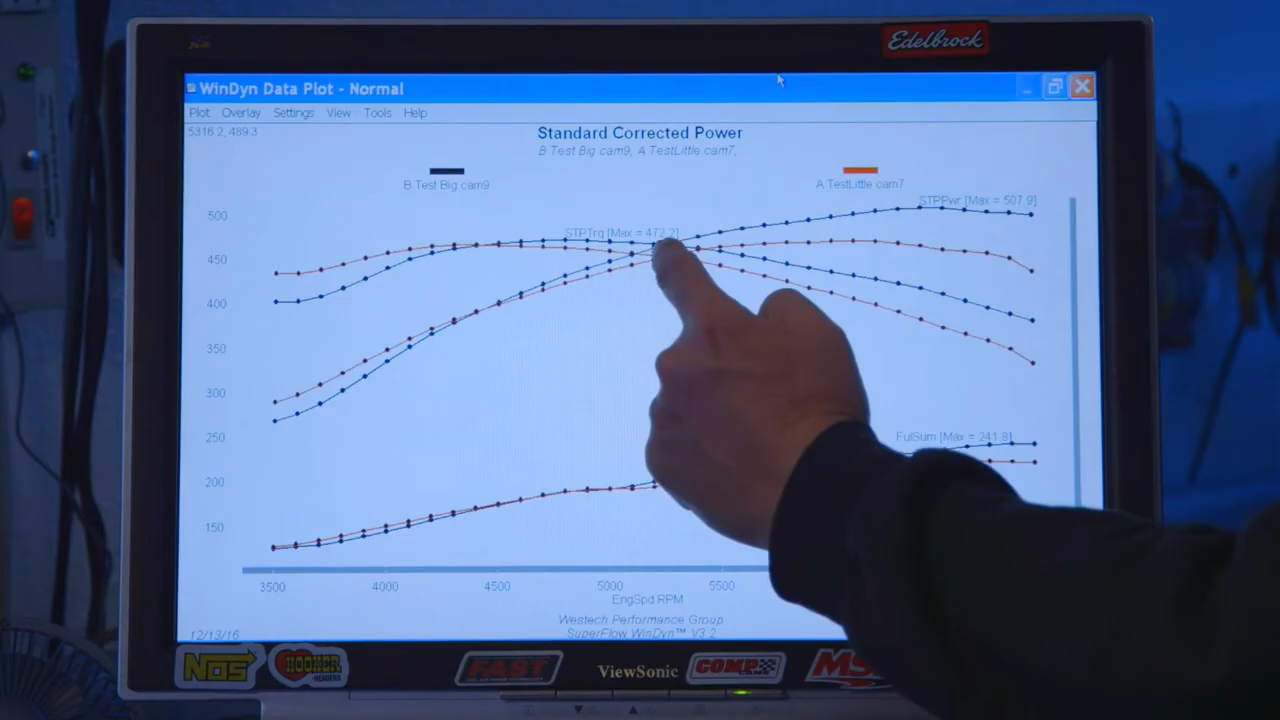 Edelbrock
WinDyn Data Plot - Normal
Plot Overlay Settings View Tools Help
5316.2, 489.3
Standard Corrected Power
B Test Big cam9, A TestLittle cam7,
B Test Big cam9
A TestLittle cam7
STPPwr [Max = 507.9]
STPTrq [Max = 472.2]
500
450
400
350
300
250
200
150
FulSum [Max = 241.8]
3500 4000 4500 5000 5500
EngSpd RPM
Westech Performance Group
SuperFlow WinDyn™ V3.2
12/13/16
NOS
HOOKER
HEADERS
FAST
ViewSonic
COMP
CAMS